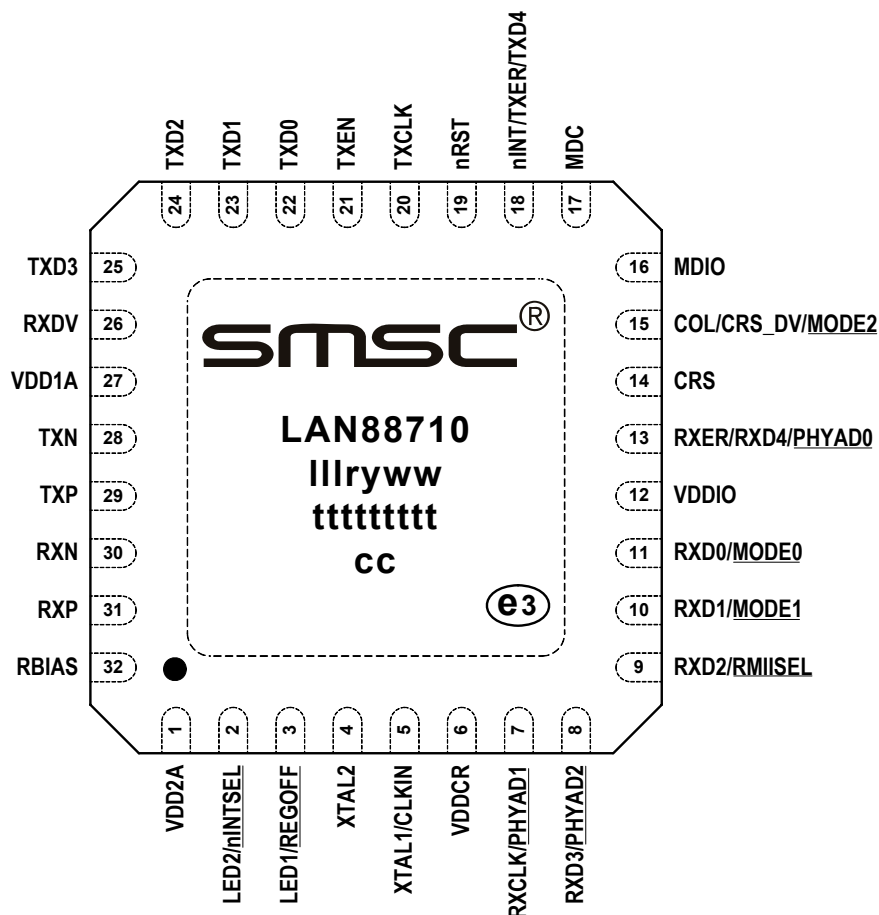 TXD2
TXD1
TXD0
TXEN
TXCLK
nRST
nINT/TXER/TXD4
MDC
24
23
22
21
20
19
18
17
TXD3 25
RXDV 26
VDD1A 27
TXN 28
TXP 29
RXN 30
RXP 31
RBIAS 32
smsc®
LAN88710
lllryww
ttttttttt
cc
e3
16 MDIO
15 COL/CRS_DV/MODE2
14 CRS
13 RXER/RXD4/PHYAD0
12 VDDIO
11 RXD0/MODE0
10 RXD1/MODE1
9 RXD2/RMIISEL
1
2
3
4
5
6
7
8
VDD2A
LED2/nINTSEL
LED1/REGOFF
XTAL2
XTAL1/CLKIN
VDDCR
RXCLK/PHYAD1
RXD3/PHYAD2